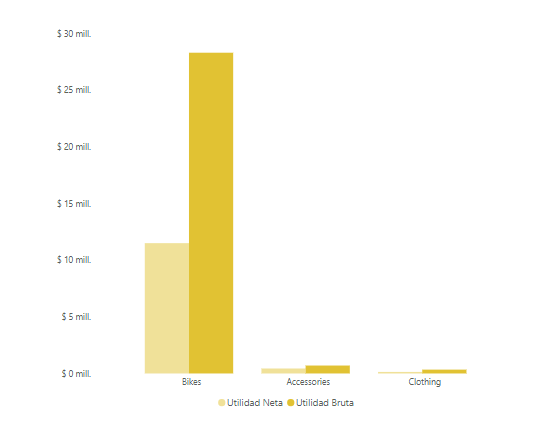 $ 30 mill.
$ 25 mill.
$ 20 mill.
$ 15 mill.
$ 10 mill.
$ 5 mill.
$ 0 mill.
Bikes Accessories Clothing
Utilidad Neta Utilidad Bruta